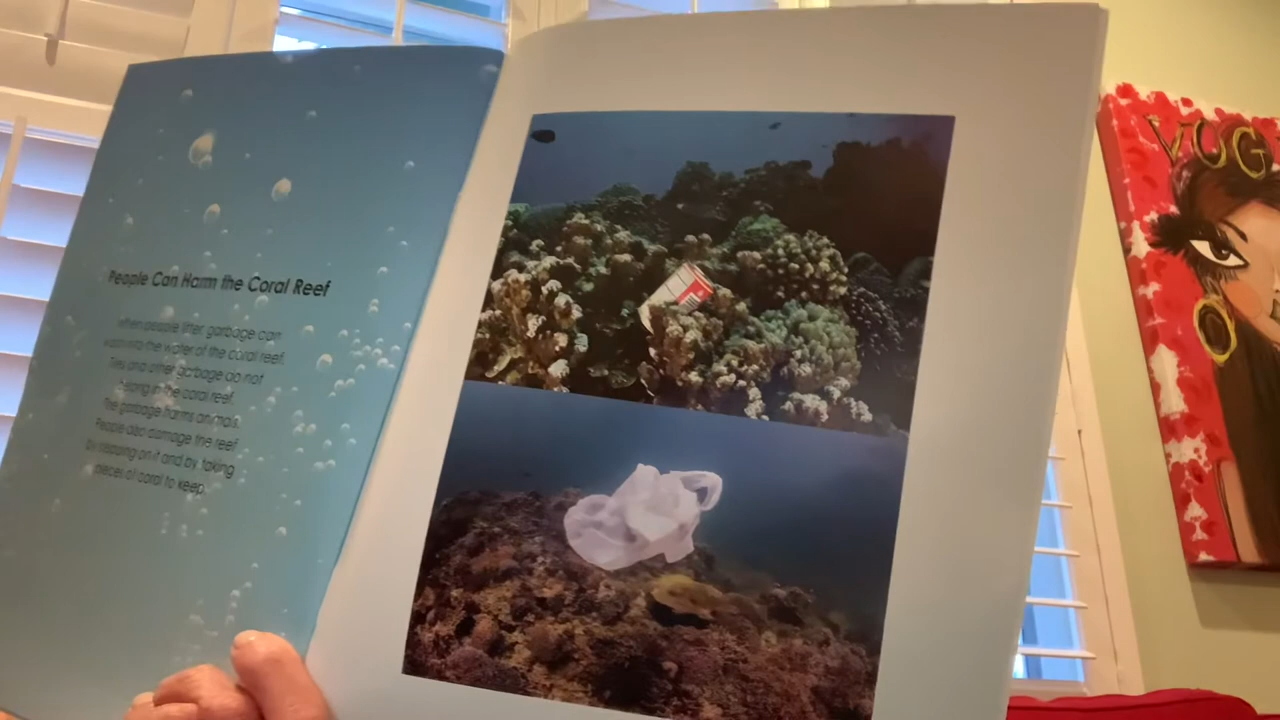 People Can Harm the Coral Reef
When people litter garbage can
wash into the water of the coral reef.
Tires and other garbage do not
belong in the coral reef.
The garbage harms animals.
People also damage the reef
by stepping on it and by taking
pieces of coral to keep.
VOG